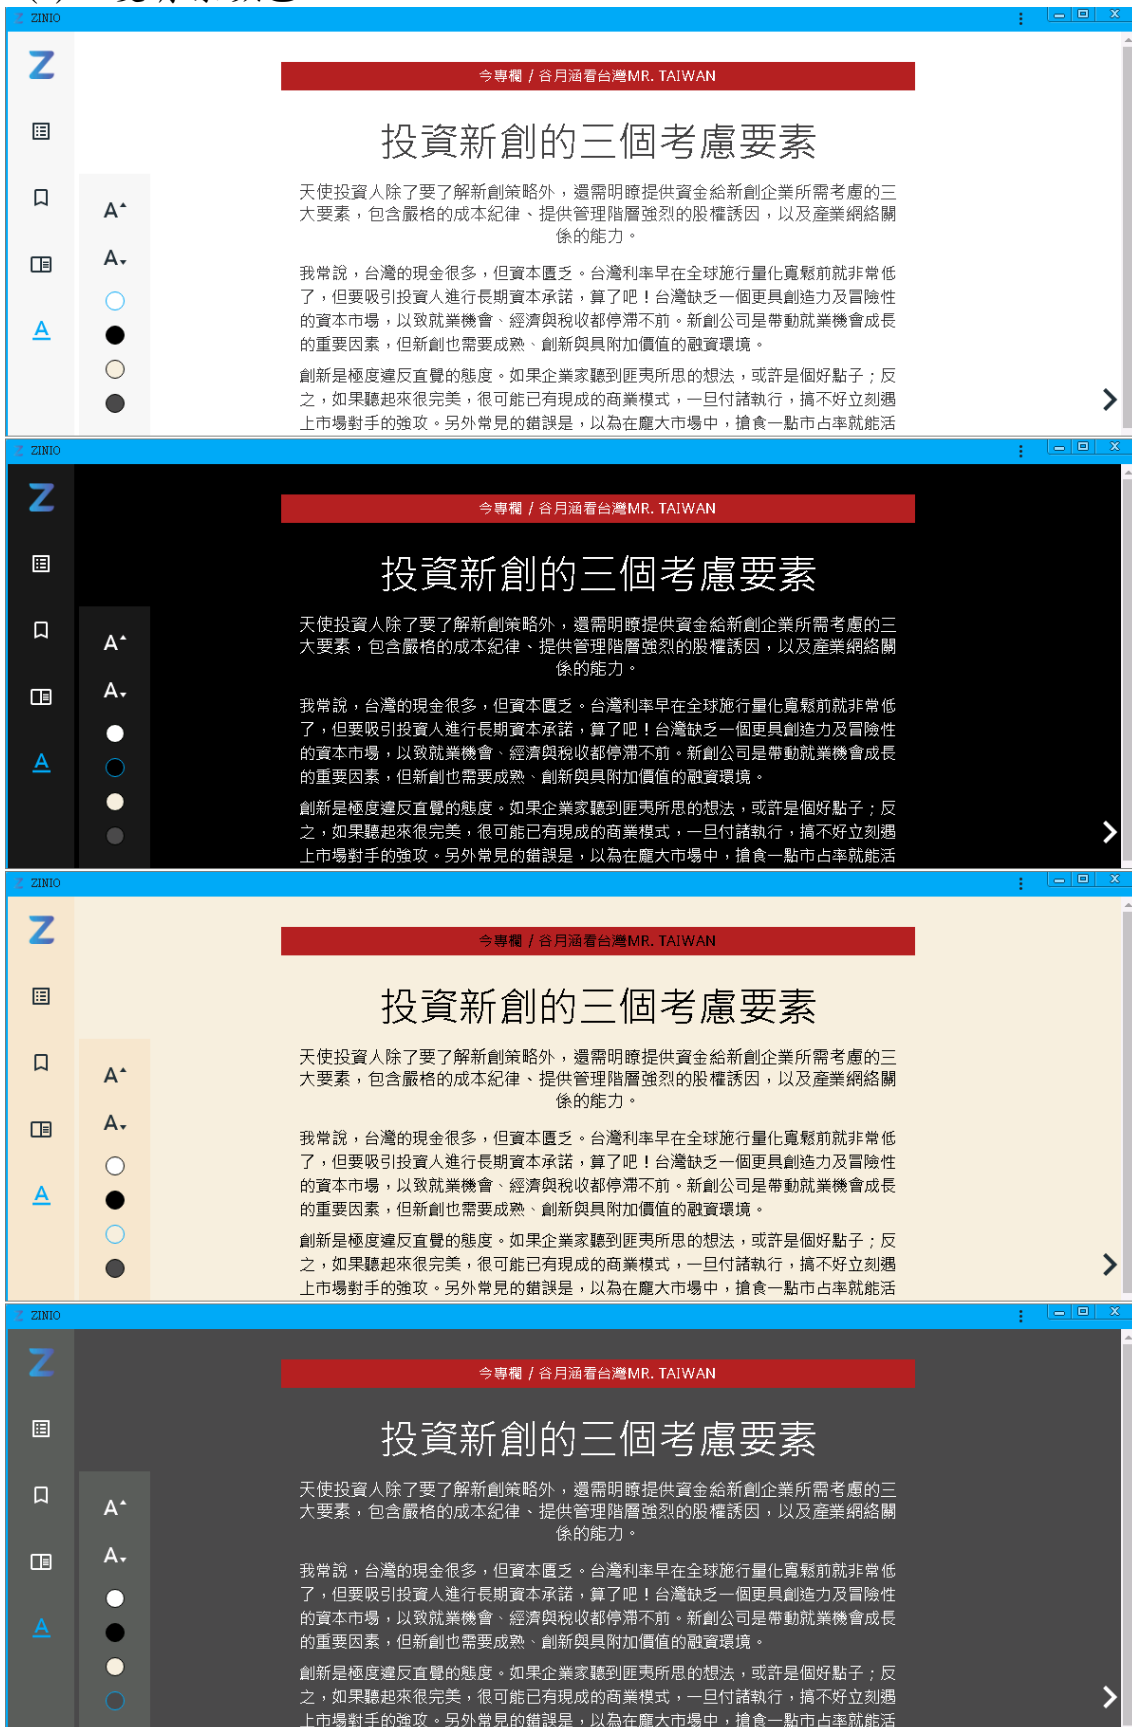 ZINIO
今專欄 / 谷月涵看台灣MR. TAIWAN
投資新創的三個考慮要素
天使投資人除了要了解新創策略外，還需明瞭提供資金給新創企業所需考慮的三
大要素，包含嚴格的成本紀律、提供管理階層強烈的股權誘因，以及產業網絡關
係的能力。
我常說，台灣的現金很多，但資本匱乏。台灣利率早在全球施行量化寬鬆前就非常低
了，但要吸引投資人進行長期資本承諾，算了吧！台灣缺乏一個更具創造力及冒險性
的資本市場，以致就業機會、經濟與稅收都停滯不前。新創公司是帶動就業機會成長
的重要因素，但新創也需要成熟、創新與具附加價值的融資環境。
創新是極度違反直覺的態度。如果企業家聽到匪夷所思的想法，或許是個好點子；反
之，如果聽起來很完美，很可能已有現成的商業模式，一旦付諸執行，搞不好立刻遇
上市場對手的強攻。另外常見的錯誤是，以為在龐大市場中，搶食一點市占率就能活
A
A
A
ZINIO
今專欄 / 谷月涵看台灣MR. TAIWAN
投資新創的三個考慮要素
天使投資人除了要了解新創策略外，還需明瞭提供資金給新創企業所需考慮的三
大要素，包含嚴格的成本紀律、提供管理階層強烈的股權誘因，以及產業網絡關
係的能力。
我常說，台灣的現金很多，但資本匱乏。台灣利率早在全球施行量化寬鬆前就非常低
了，但要吸引投資人進行長期資本承諾，算了吧！台灣缺乏一個更具創造力及冒險性
的資本市場，以致就業機會、經濟與稅收都停滯不前。新創公司是帶動就業機會成長
的重要因素，但新創也需要成熟、創新與具附加價值的融資環境。
創新是極度違反直覺的態度。如果企業家聽到匪夷所思的想法，或許是個好點子；反
之，如果聽起來很完美，很可能已有現成的商業模式，一旦付諸執行，搞不好立刻遇
上市場對手的強攻。另外常見的錯誤是，以為在龐大市場中，搶食一點市占率就能活
A
A
A
ZINIO
今專欄 / 谷月涵看台灣MR. TAIWAN
投資新創的三個考慮要素
天使投資人除了要了解新創策略外，還需明瞭提供資金給新創企業所需考慮的三
大要素，包含嚴格的成本紀律、提供管理階層強烈的股權誘因，以及產業網絡關
係的能力。
我常說，台灣的現金很多，但資本匱乏。台灣利率早在全球施行量化寬鬆前就非常低
了，但要吸引投資人進行長期資本承諾，算了吧！台灣缺乏一個更具創造力及冒險性
的資本市場，以致就業機會、經濟與稅收都停滯不前。新創公司是帶動就業機會成長
的重要因素，但新創也需要成熟、創新與具附加價值的融資環境。
創新是極度違反直覺的態度。如果企業家聽到匪夷所思的想法，或許是個好點子；反
之，如果聽起來很完美，很可能已有現成的商業模式，一旦付諸執行，搞不好立刻遇
上市場對手的強攻。另外常見的錯誤是，以為在龐大市場中，搶食一點市占率就能活
A
A
A
ZINIO
今專欄 / 谷月涵看台灣MR. TAIWAN
投資新創的三個考慮要素
天使投資人除了要了解新創策略外，還需明瞭提供資金給新創企業所需考慮的三
大要素，包含嚴格的成本紀律、提供管理階層強烈的股權誘因，以及產業網絡關
係的能力。
我常說，台灣的現金很多，但資本匱乏。台灣利率早在全球施行量化寬鬆前就非常低
了，但要吸引投資人進行長期資本承諾，算了吧！台灣缺乏一個更具創造力及冒險性
的資本市場，以致就業機會、經濟與稅收都停滯不前。新創公司是帶動就業機會成長
的重要因素，但新創也需要成熟、創新與具附加價值的融資環境。
創新是極度違反直覺的態度。如果企業家聽到匪夷所思的想法，或許是個好點子；反
之，如果聽起來很完美，很可能已有現成的商業模式，一旦付諸執行，搞不好立刻遇
上市場對手的強攻。另外常見的錯誤是，以為在龐大市場中，搶食一點市占率就能活
A
A
A